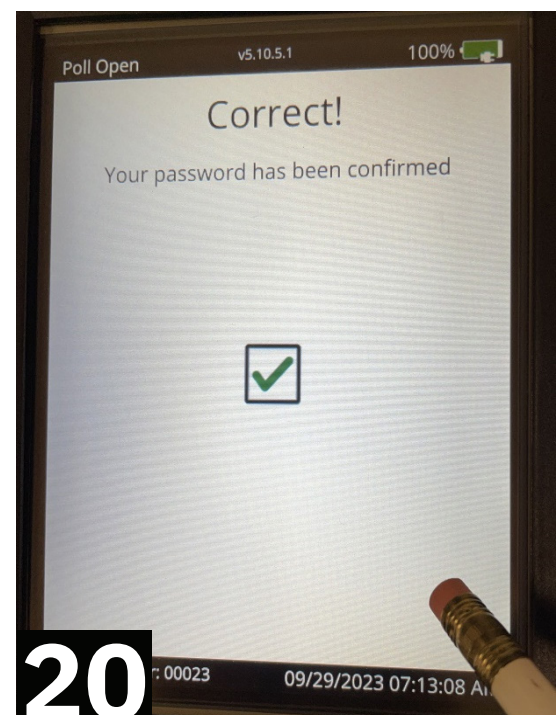 Poll Open v5.10.5.1 100%
Correct!
Your password has been confirmed
: 00023 09/29/2023 07:13:08
20